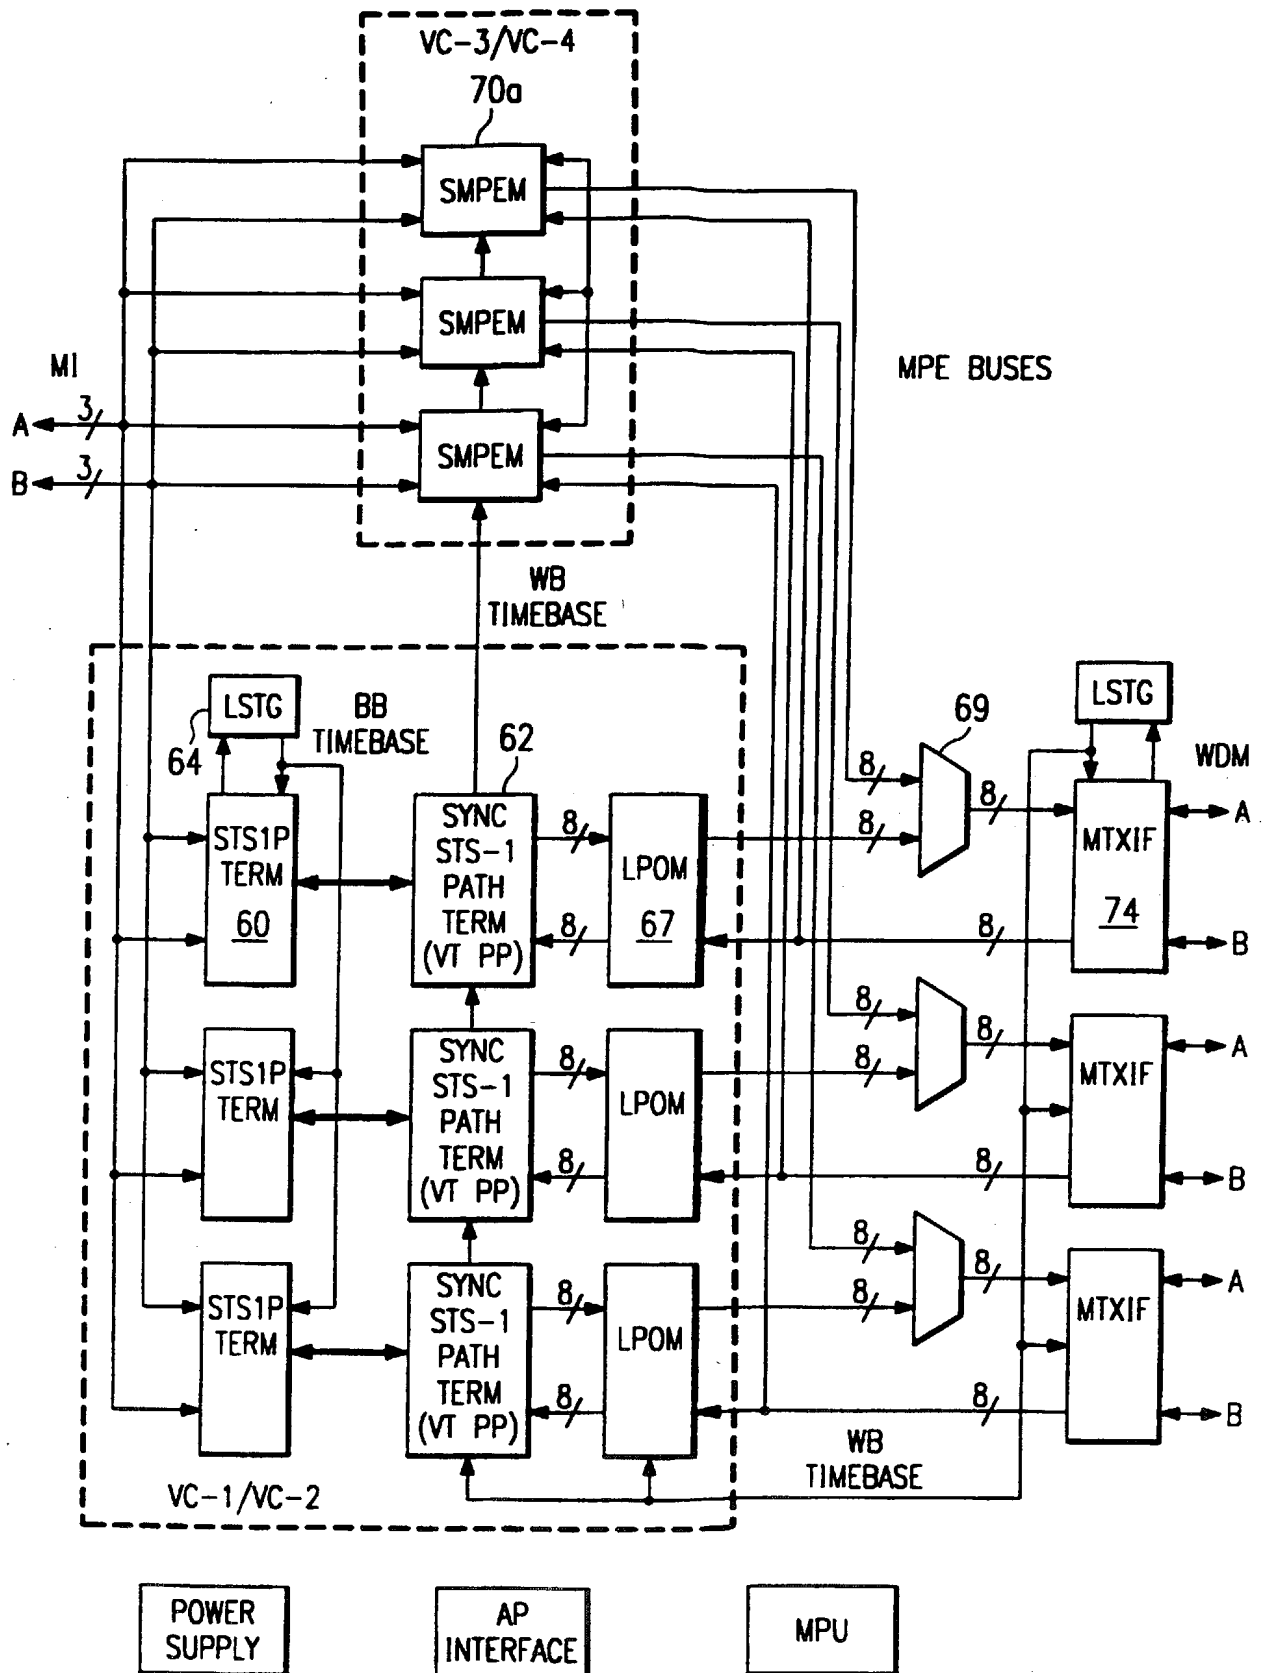 VC-3/VC-4
70a
SMPEM
SMPEM
SMPEM
MI
A
3
B
3
MPE BUSES
WB
TIMEBASE
LSTG
64
BB
TIMEBASE
62
69
LSTG
WDM
STS1P
TERM
60
SYNC
STS-1
PATH
TERM
(VT PP)
8
8
LPOM
67
8
8
8
MTXIF
74
A
8
B
STS1P
TERM
SYNC
STS-1
PATH
TERM
(VT PP)
8
8
LPOM
8
8
8
MTXIF
A
8
B
STS1P
TERM
SYNC
STS-1
PATH
TERM
(VT PP)
8
8
LPOM
8
8
8
MTXIF
A
8
B
WB
TIMEBASE
VC-1/VC-2
POWER
SUPPLY
AP
INTERFACE
MPU